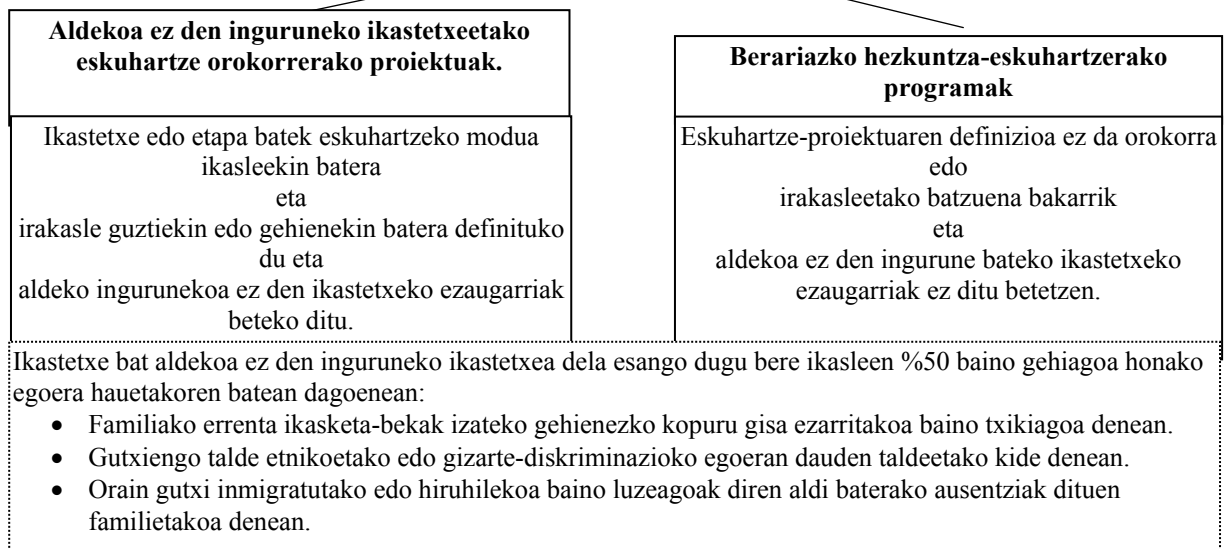 Aldekoa ez den inguruneko ikastetxeetako
eskuhartze orokorrerako proiektuak.
Ikastetxe edo etapa batek eskuhartzeko modua
ikasleekin batera
eta
irakasle guztiekin edo gehienekin batera definituko
du eta
aldeko ingurunekoa ez den ikastetxeko ezaugarriak
beteko ditu.
Berariazko hezkuntza-eskuhartzerako
programak
Eskuhartze-proiektuaren definizioa ez da orokorra
edo
irakasleetako batzuena bakarrik
eta
aldekoa ez den ingurune bateko ikastetxeko
ezaugarriak ez ditu betetzen.
Ikastetxe bat aldekoa ez den inguruneko ikastetxea dela esango dugu bere ikasleen %50 baino gehiagoa honako
egoera hauetakoren batean dagoenean:
• Familiako errenta ikasketa-bekak izateko gehienezko kopuru gisa ezarritakoa baino txikiagoa denean.
• Gutxiengo talde etnikoetako edo gizarte-diskriminazioko egoeran dauden taldeetako kide denean.
• Orain gutxi inmigratutako edo hiruhilekoa baino luzeagoak diren aldi baterako ausentziak dituen
familietakoa denean.